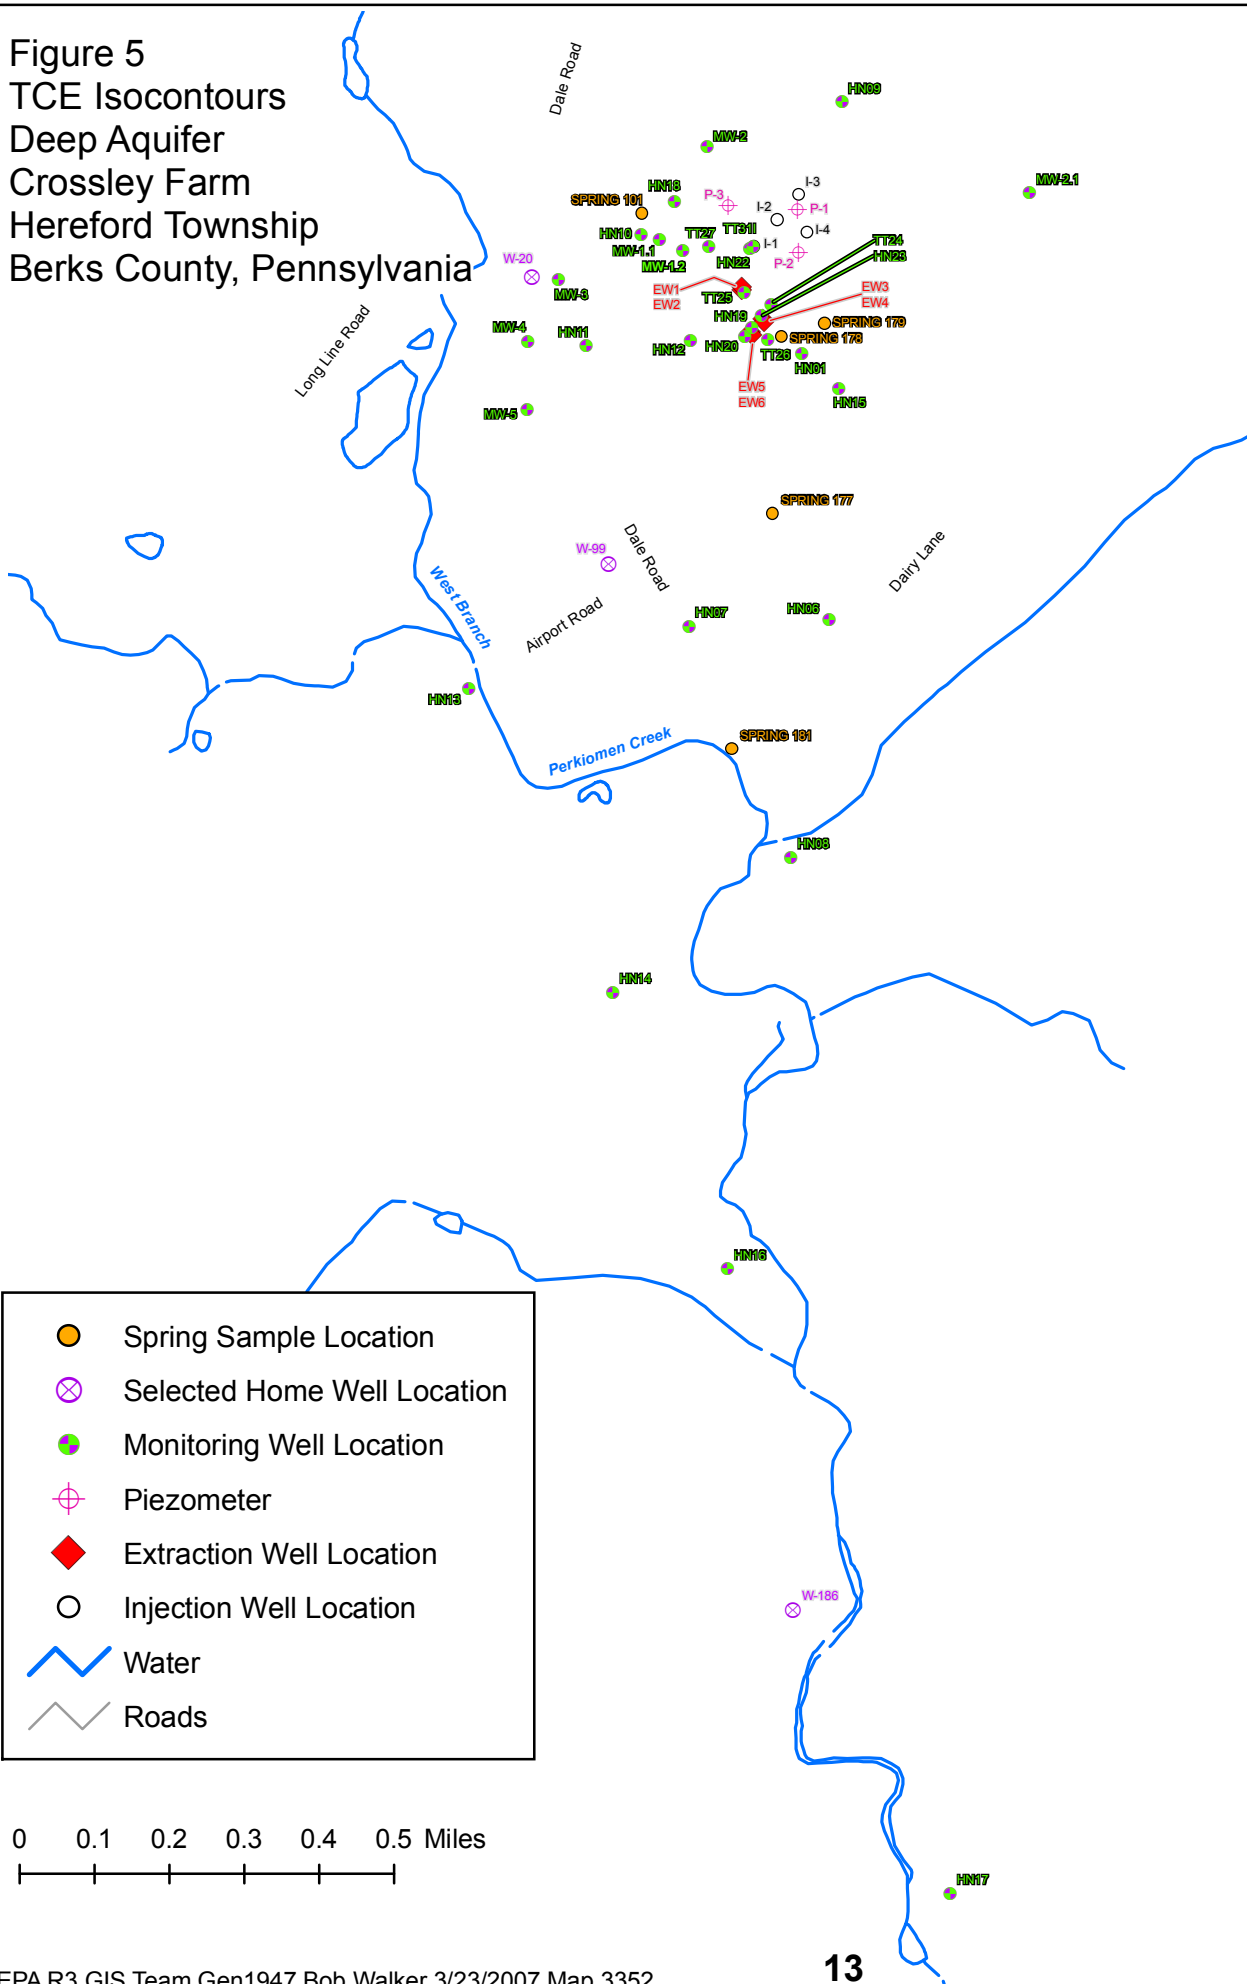 Figure 5
TCE Isocontours
Deep Aquifer
Crossley Farm
Hereford Township
Berks County, Pennsylvania
Dale Road
HN09
MW-2
MW-2.1
HN18
SPRING 101
P-3
I-3
P-1
I-2
I-4
HN10
MW-1.1
MW-1.2
TT27
TT31I
HN22
I-1
P-2
TT24
HN23
W-20
MW-3
EW1
EW2
TT25
EW3
EW4
HN19
SPRING 179
SPRING 178
MW-4
HN11
HN12
HN20
TT26
HN01
Long Line Road
EW5
EW6
HN15
MW-5
SPRING 177
W-99
Dale Road
Dairy Lane
West Branch
Airport Road
HN07
HN06
HN13
Perkiomen Creek
SPRING 181
HN08
HN14
HN16
Spring Sample Location
Selected Home Well Location
Monitoring Well Location
Piezometer
Extraction Well Location
Injection Well Location
Water
Roads
W-186
0 0.1 0.2 0.3 0.4 0.5 Miles
HN17
EPA R3 GIS Team Gen1947 Bob Walker 3/23/2007 Map 3352
13